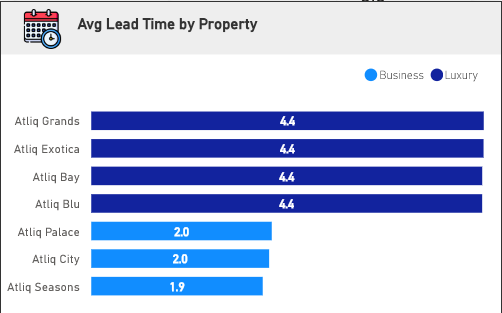 Avg Lead Time by Property
Business Luxury
Atliq Grands 4.4
Atliq Exotica 4.4
Atliq Bay 4.4
Atliq Blu 4.4
Atliq Palace 2.0
Atliq City 2.0
Atliq Seasons 1.9